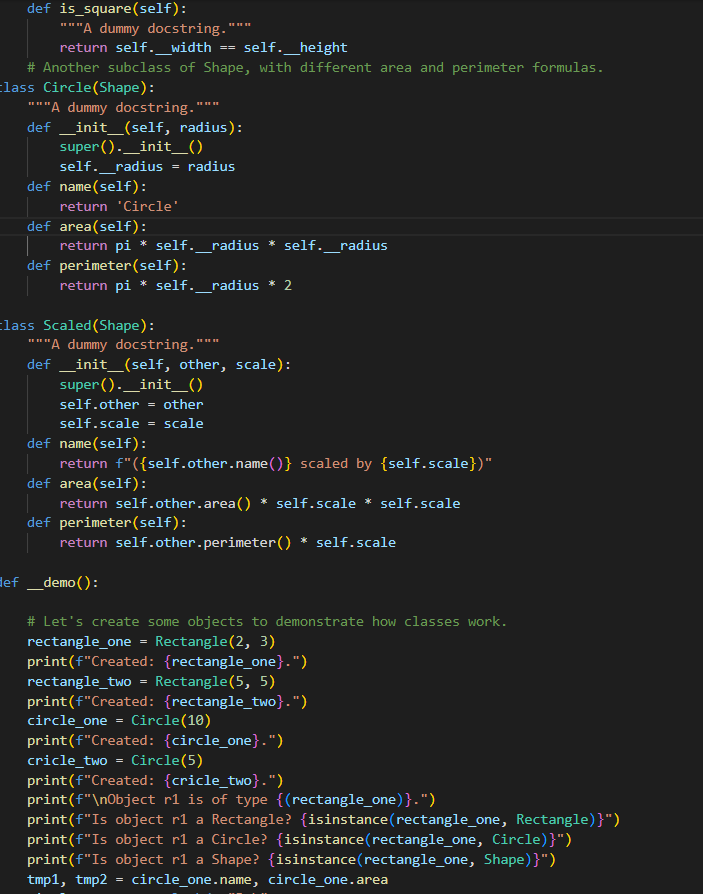 def is_square(self):
"""A dummy docstring."""
return self.__width == self.__height
# Another subclass of Shape, with different area and perimeter formulas.
class Circle(Shape):
"""A dummy docstring."""
def __init__(self, radius):
super().__init__()
self.__radius = radius
def name(self):
return 'Circle'
def area(self):
return pi * self.__radius * self.__radius
def perimeter(self):
return pi * self.__radius * 2
class Scaled(Shape):
"""A dummy docstring."""
def __init__(self, other, scale):
super().__init__()
self.other = other
self.scale = scale
def name(self):
return f"({self.other.name()} scaled by {self.scale})"
def area(self):
return self.other.area() * self.scale * self.scale
def perimeter(self):
return self.other.perimeter() * self.scale
def __demo():
# Let's create some objects to demonstrate how classes work.
rectangle_one = Rectangle(2, 3)
print(f"Created: {rectangle_one}.")
rectangle_two = Rectangle(5, 5)
print(f"Created: {rectangle_two}.")
circle_one = Circle(10)
print(f"Created: {circle_one}.")
cricle_two = Circle(5)
print(f"Created: {cricle_two}.")
print(f"\nObject r1 is of type {(rectangle_one)}.")
print(f"Is object r1 a Rectangle? {isinstance(rectangle_one, Rectangle)}")
print(f"Is object r1 a Circle? {isinstance(rectangle_one, Circle)}")
print(f"Is object r1 a Shape? {isinstance(rectangle_one, Shape)}")
tmp1, tmp2 = circle_one.name, circle_one.area